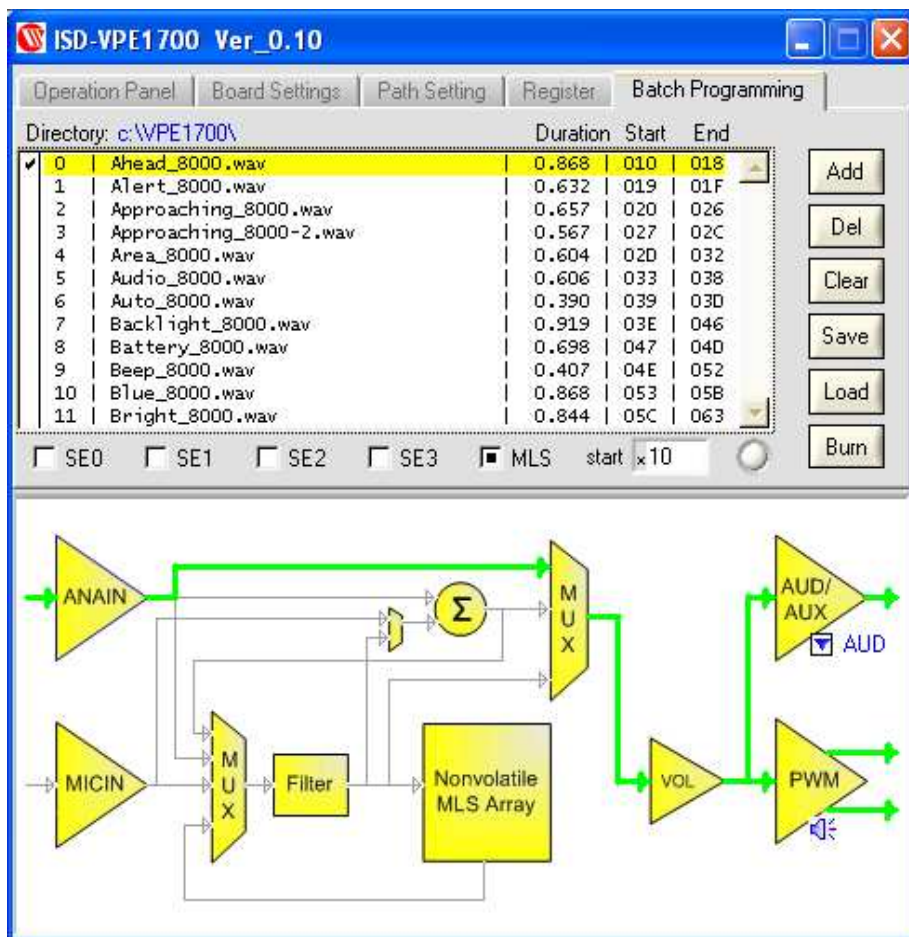 ISD-VPE1700 Ver_0.10
Operation Panel Board Settings Path Setting Register Batch Programming
Directory: c:\VPE1700\ Duration Start End
0 | Ahead_8000.wav | 0.868 | 010 | 018
1 | Alert_8000.wav | 0.632 | 019 | 01F
2 | Approaching_8000.wav | 0.657 | 020 | 026
3 | Approaching_8000-2.wav | 0.567 | 027 | 02C
4 | Area_8000.wav | 0.604 | 02D | 032
5 | Audio_8000.wav | 0.606 | 033 | 038
6 | Auto_8000.wav | 0.390 | 039 | 03D
7 | Backlight_8000.wav | 0.919 | 03E | 046
8 | Battery_8000.wav | 0.698 | 047 | 04D
9 | Beep_8000.wav | 0.407 | 04E | 052
10 | Blue_8000.wav | 0.868 | 053 | 05B
11 | Bright_8000.wav | 0.844 | 05C | 063
Add
Del
Clear
Save
Load
Burn
SE0 SE1 SE2 SE3 MLS start x10
ANAIN
Σ
MUX
AUD/
AUX
AUD
MICIN
MUX
Filter
Nonvolatile
MLS Array
VOL
PWM